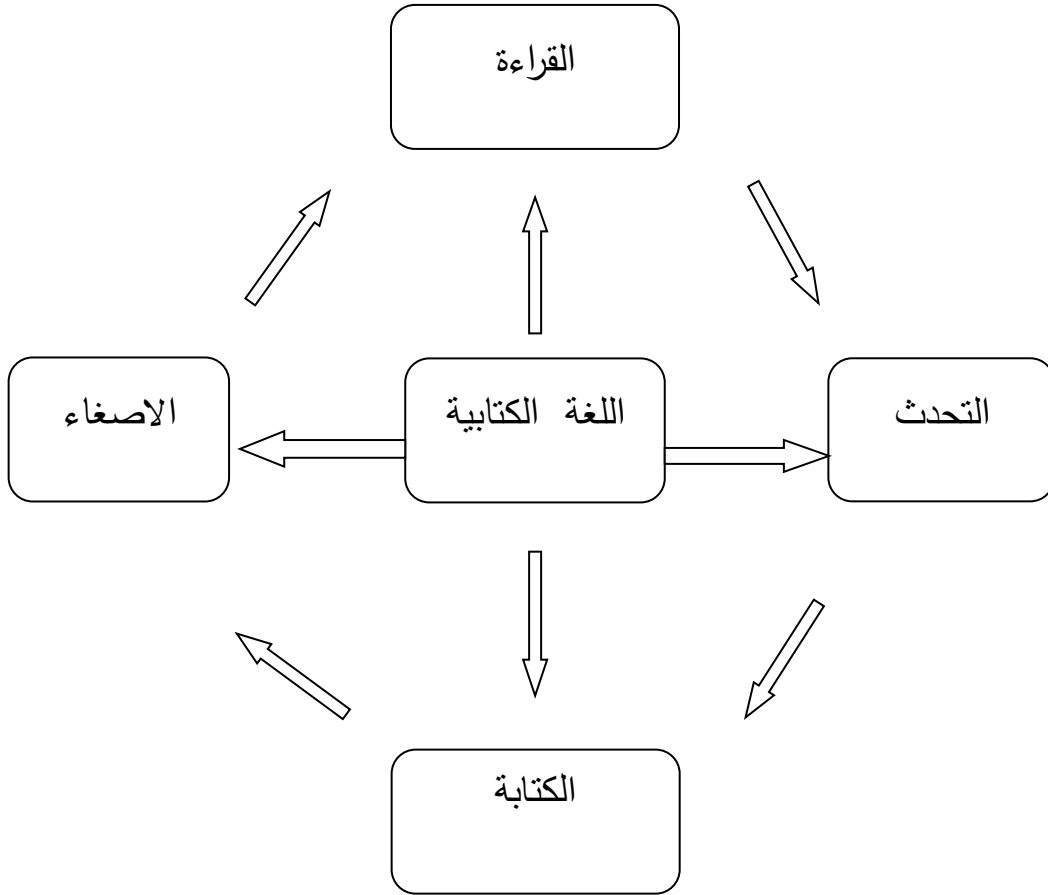 القراءة
التحدث
اللغة الكتابية
الاصغاء
الكتابة